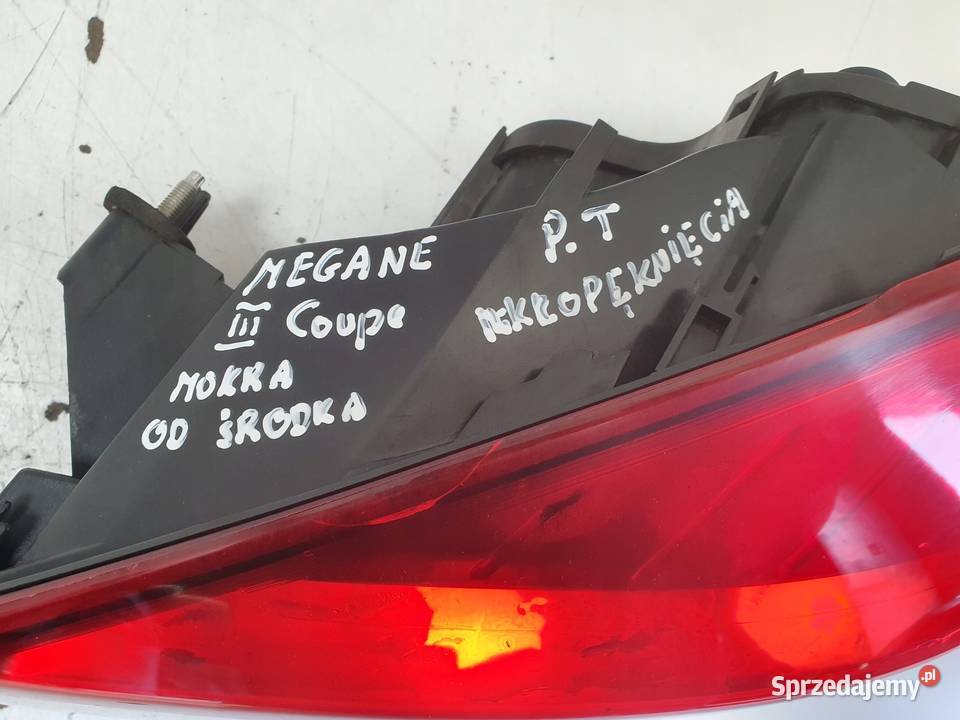 MEGANE
III Coupe
MOKRA
OD ŚRODKA
P.T
MIKROPĘKNIĘCIA
Sprzedajemy.pl